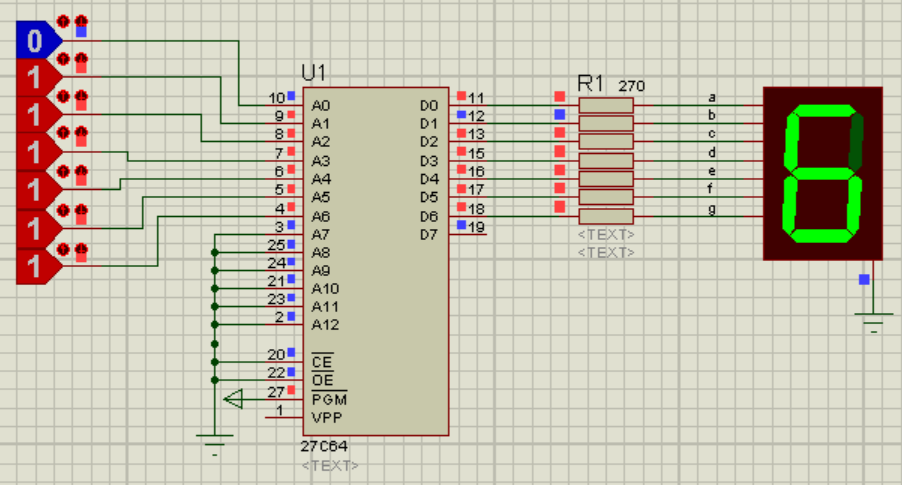 0
1
1
1
1
1
1
U1
10 A0 D0 11
9 A1 D1 12
8 A2 D2 13
7 A3 D3 15
6 A4 D4 16
5 A5 D5 17
4 A6 D6 18
3 A7 D7 19
25 A8
24 A9
21 A10
23 A11
2 A12
20 CE
22 OE
27 PGM
1 VPP
27C64
<TEXT>
R1 270
a
b
c
d
e
f
g
<TEXT>
<TEXT>
6